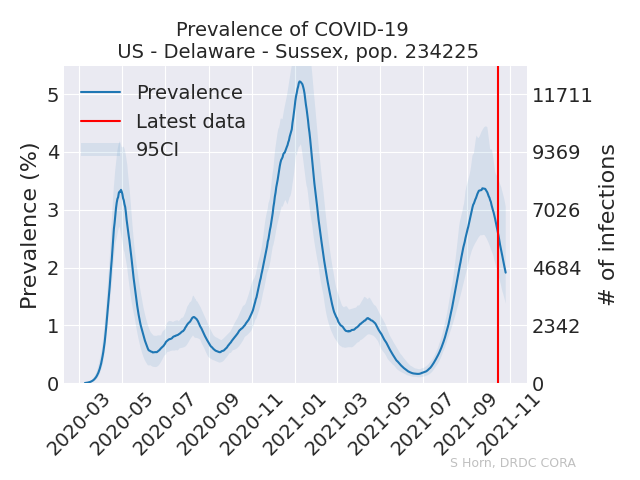 Prevalence of COVID-19
US - Delaware - Sussex, pop. 234225
Prevalence
Latest data
95CI
Prevalence (%)
5
4
3
2
1
0
11711
9369
7026
4684
2342
0
# of infections
2020-03
2020-05
2020-07
2020-09
2020-11
2021-01
2021-03
2021-05
2021-07
2021-09
2021-11
S Horn, DRDC CORA